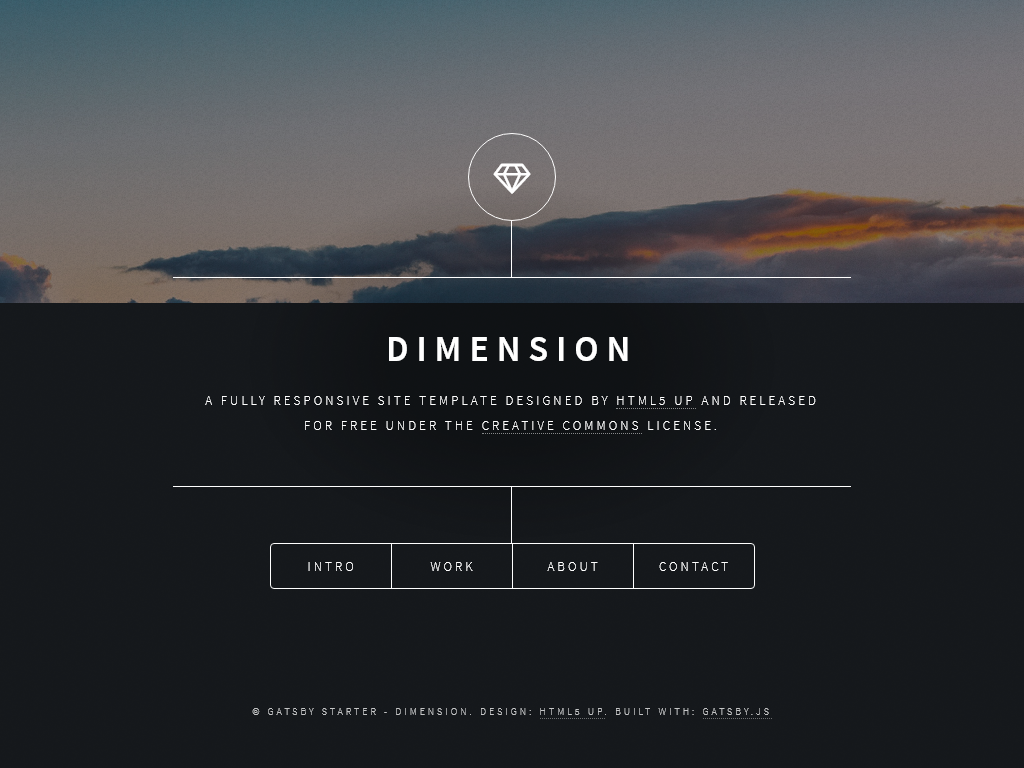 DIMENSION
A FULLY RESPONSIVE SITE TEMPLATE DESIGNED BY HTML5 UP AND RELEASED
FOR FREE UNDER THE CREATIVE COMMONS LICENSE.
INTRO WORK ABOUT CONTACT
© GATSBY STARTER - DIMENSION. DESIGN: HTML5 UP. BUILT WITH: GATSBY.JS